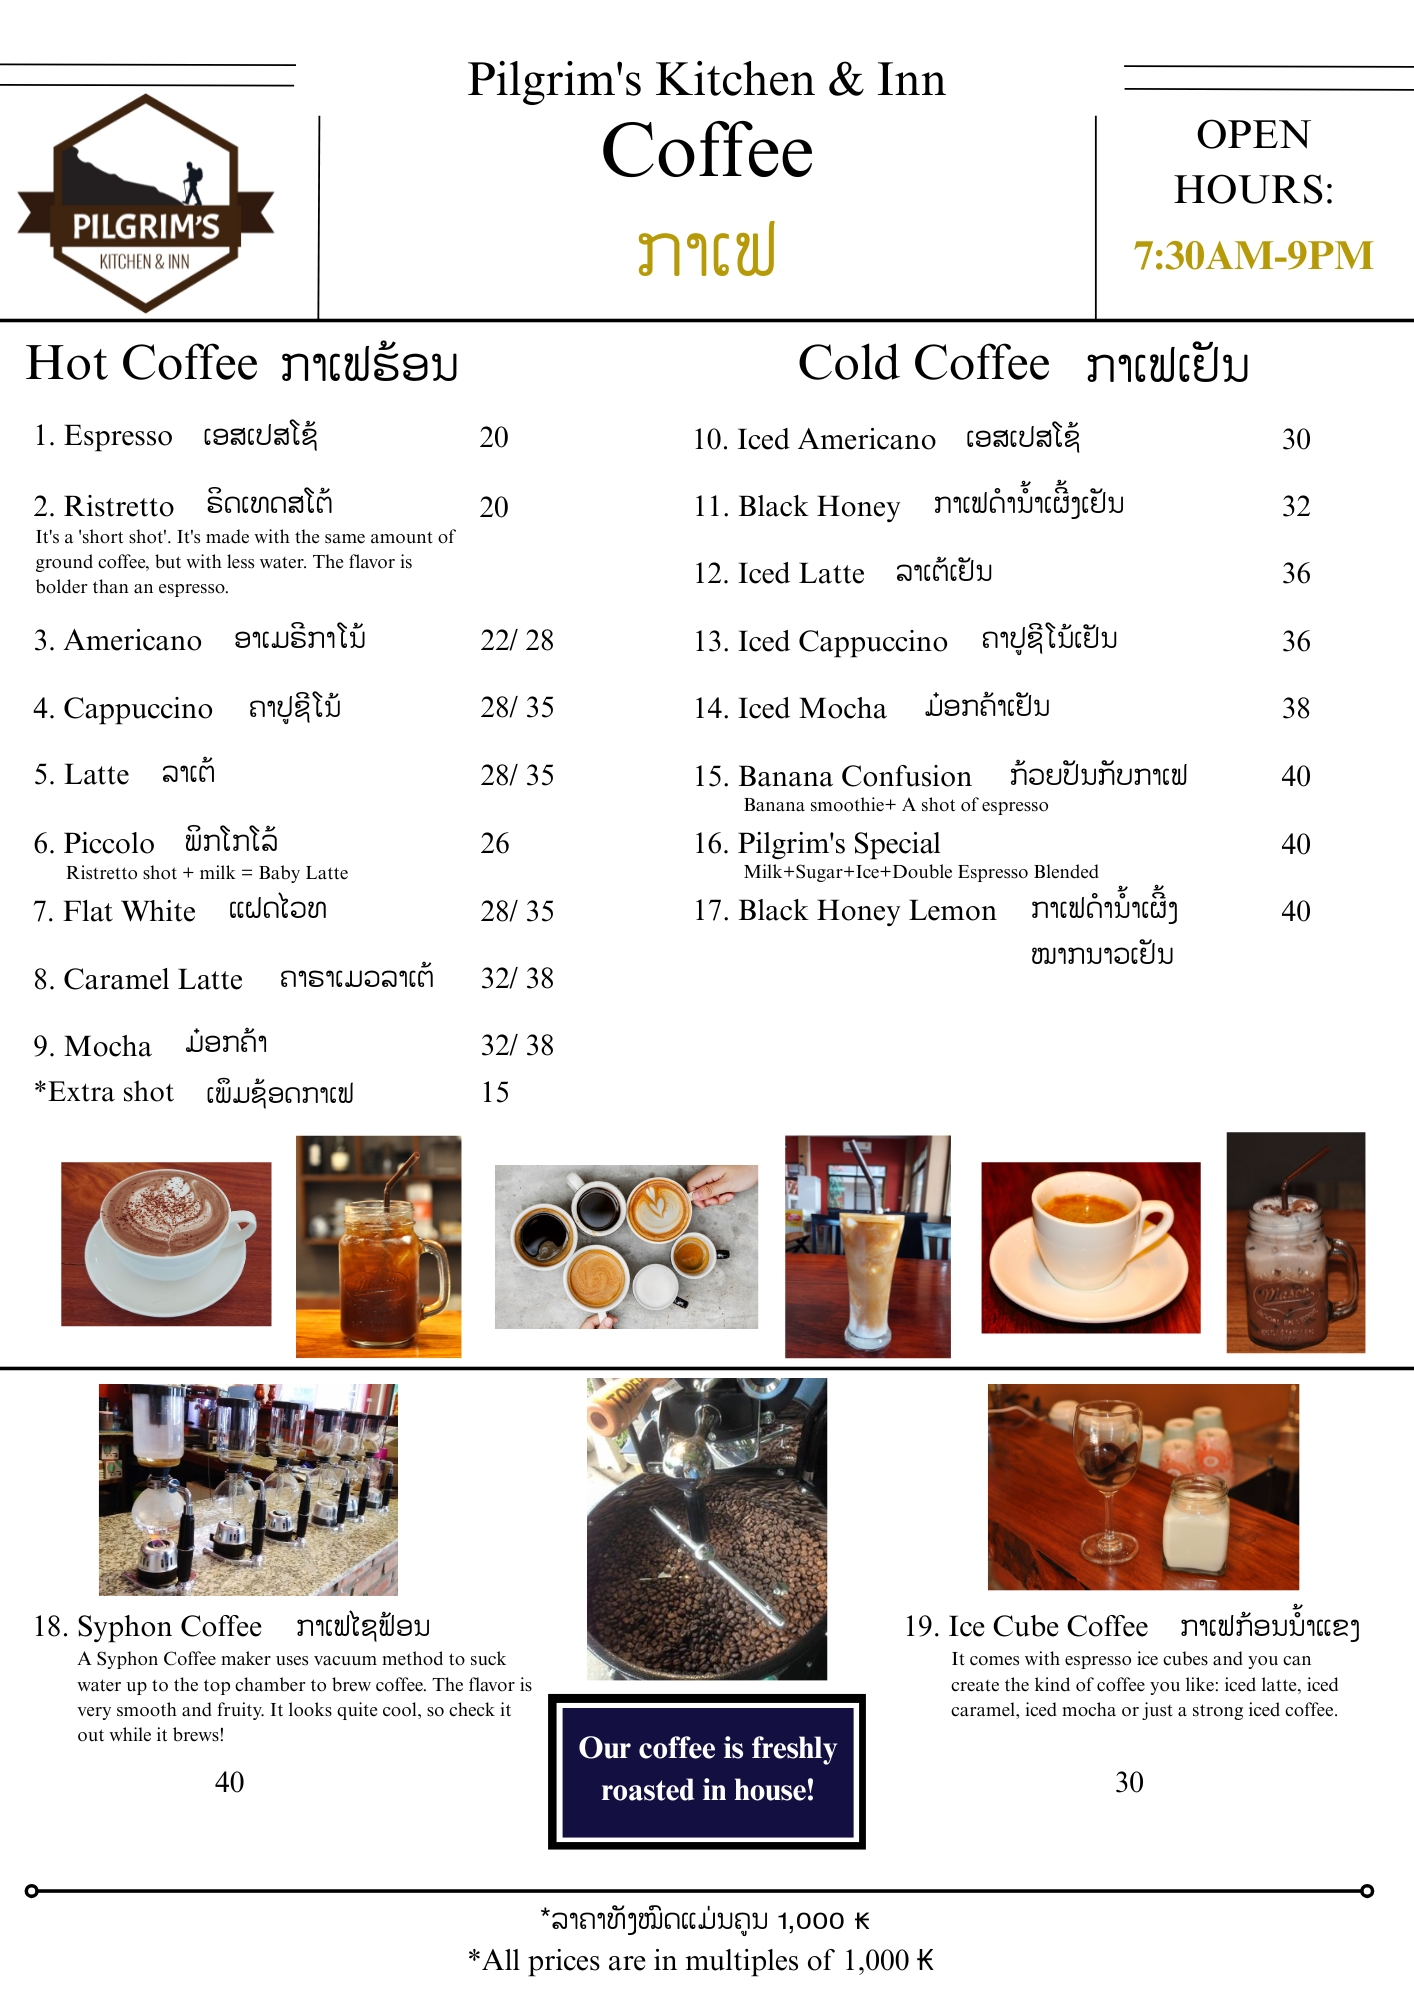 Pilgrim's Kitchen & Inn
Coffee
ກາເຟ
PILGRIM'S
KITCHEN & INN
OPEN
HOURS:
7:30AM-9PM
Hot Coffee ກາເຟຮ້ອນ
1. Espresso ເອສເປສໂຊ້ 20
2. Ristretto ຣິດເທດສໂຕ້ 20
It's a 'short shot'. It's made with the same amount of
ground coffee, but with less water. The flavor is
bolder than an espresso.
3. Americano ອາເມຣິກາໂນ້ 22/ 28
4. Cappuccino ຄາປູຊີໂນ້ 28/ 35
5. Latte ລາເຕ້ 28/ 35
6. Piccolo ພິກໂກໂລ້ 26
Ristretto shot + milk = Baby Latte
7. Flat White ແຝດໄວທ 28/ 35
8. Caramel Latte ຄາຣາເມວລາເຕ້ 32/ 38
9. Mocha ມ໋ອກຄ້າ 32/ 38
*Extra shot ເພີ່ມຊ້ອດກາເຟ 15
Cold Coffee ກາເຟເຢັນ
10. Iced Americano ເອສເປສໂຊ້ 30
11. Black Honey ກາເຟດຳນ້ຳເຜີ້ງເຢັນ 32
12. Iced Latte ລາເຕ້ເຢັນ 36
13. Iced Cappuccino ຄາປູຊີໂນ້ເຢັນ 36
14. Iced Mocha ມ໋ອກຄ້າເຢັນ 38
15. Banana Confusion ກ້ວຍປັນກັບກາເຟ 40
Banana smoothie+ A shot of espresso
16. Pilgrim's Special 40
Milk+Sugar+Ice+Double Espresso Blended
17. Black Honey Lemon ກາເຟດຳນ້ຳເຜີ້ງ 40
ໝາກນາວເຢັນ
Mason
TOPER
18. Syphon Coffee ກາເຟໄຊຟ້ອນ
A Syphon Coffee maker uses vacuum method to suck
water up to the top chamber to brew coffee. The flavor is
very smooth and fruity. It looks quite cool, so check it
out while it brews!
40
Our coffee is freshly
roasted in house!
19. Ice Cube Coffee ກາເຟກ້ອນນ້ຳແຂງ
It comes with espresso ice cubes and you can
create the kind of coffee you like: iced latte, iced
caramel, iced mocha or just a strong iced coffee.
30
*ລາຄາທັງໝົດແມ່ນຄູນ 1,000 ₭
*All prices are in multiples of 1,000 ₭